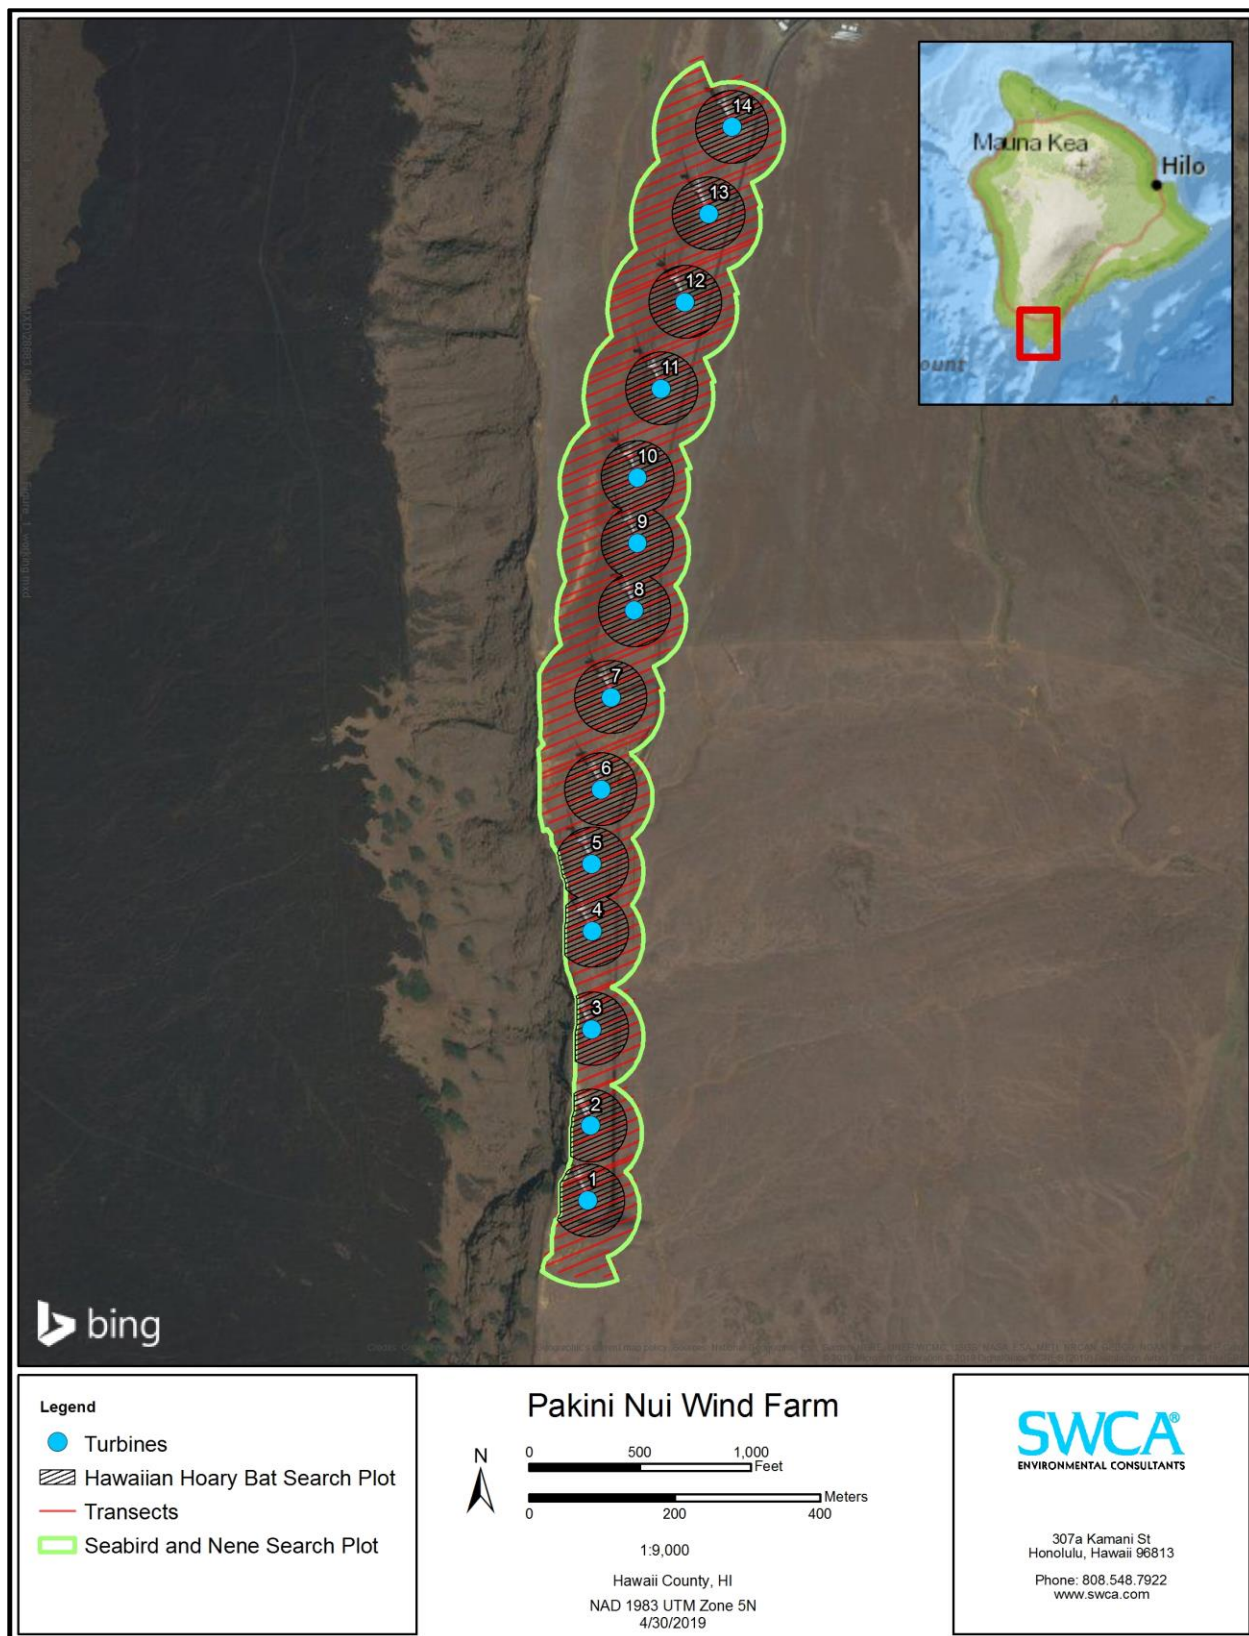 14
13
12
11
10
9
8
7
6
5
4
3
2
1
Mauna Kea
Hilo
ount
bing
Legend
Turbines
Hawaiian Hoary Bat Search Plot
Transects
Seabird and Nene Search Plot
Pakini Nui Wind Farm
N
0 500 1,000
Feet
Meters
0 200 400
1:9,000
Hawaii County, HI
NAD 1983 UTM Zone 5N
4/30/2019
SWCA®
ENVIRONMENTAL CONSULTANTS
307a Kamani St
Honolulu, Hawaii 96813
Phone: 808.548.7922
www.swca.com